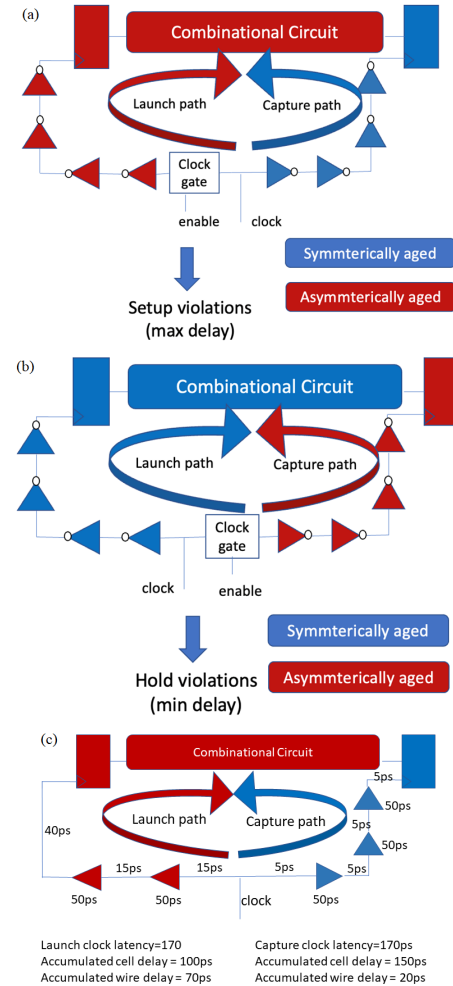 (a)
Combinational Circuit
Launch path
Capture path
Clock
gate
enable
clock
Symmterically aged
Asymmterically aged
Setup violations
(max delay)
(b)
Combinational Circuit
Launch path
Capture path
Clock
gate
clock
enable
Symmterically aged
Asymmterically aged
Hold violations
(min delay)
(c)
Combinational Circuit
5ps
50ps
Launch path
Capture path
40ps
5ps
50ps
15ps
15ps
5ps
5ps
50ps
50ps
clock
50ps
Launch clock latency=170
Accumulated cell delay = 100ps
Accumulated wire delay = 70ps
Capture clock latency=170ps
Accumulated cell delay = 150ps
Accumulated wire delay = 20ps